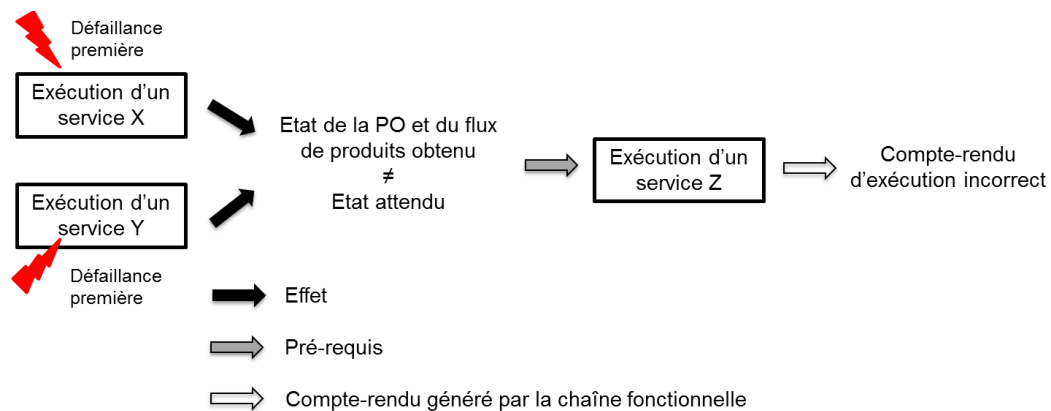 Défaillance
première
Exécution d'un
service X
Etat de la PO et du flux
de produits obtenu
≠
Etat attendu
Exécution d'un
service Z
Compte-rendu
d'exécution incorrect
Exécution d'un
service Y
Défaillance
première
Effet
Pré-requis
Compte-rendu généré par la chaîne fonctionnelle